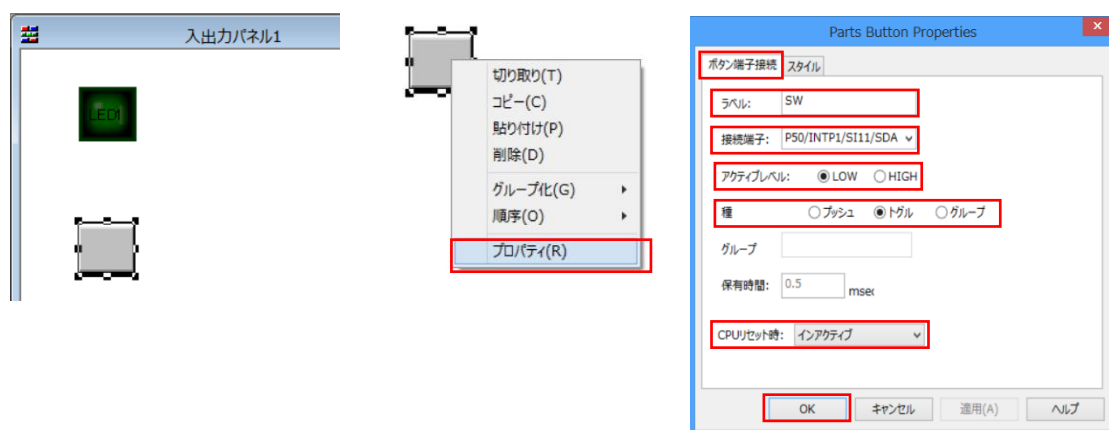 入出力パネル1
LED1
切り取り(T)
コピー(C)
貼り付け(P)
削除(D)
グループ化(G)
順序(O)
プロパティ(R)
Parts Button Properties
ボタン端子接続 スタイル
ラベル: SW
接続端子: P50/INTP1/SI11/SDA
アクティブレベル: LOW HIGH
種 プッシュ トグル グループ
グループ
保有時間: 0.5 msec
CPUリセット時: インアクティブ
OK キャンセル 適用(A) ヘルプ